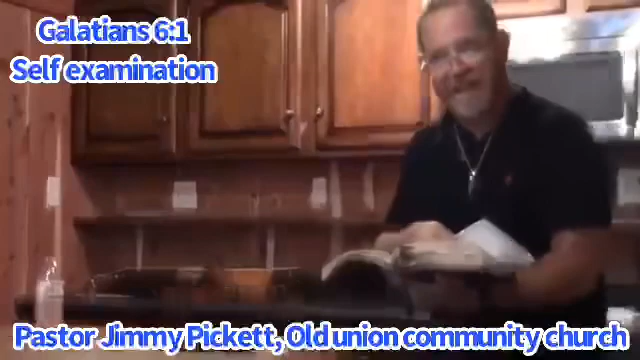 Galatians 6:1
Self examination
Pastor Jimmy Pickett, Old union community church